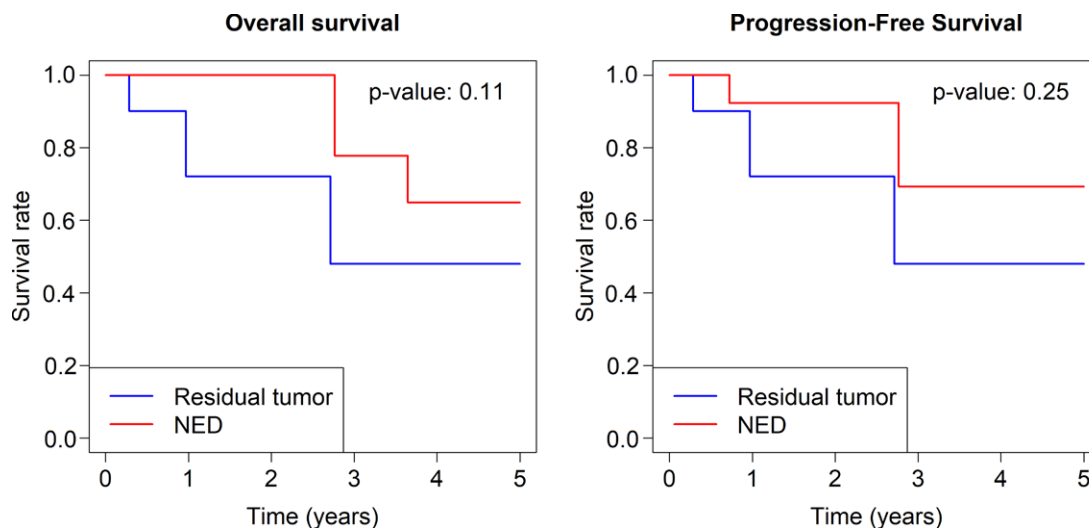 Overall survival
p-value: 0.11
Survival rate
1.0
0.8
0.6
0.4
0.2
0.0
Residual tumor
NED
0 1 2 3 4 5
Time (years)
Progression-Free Survival
p-value: 0.25
Survival rate
1.0
0.8
0.6
0.4
0.2
0.0
Residual tumor
NED
0 1 2 3 4 5
Time (years)